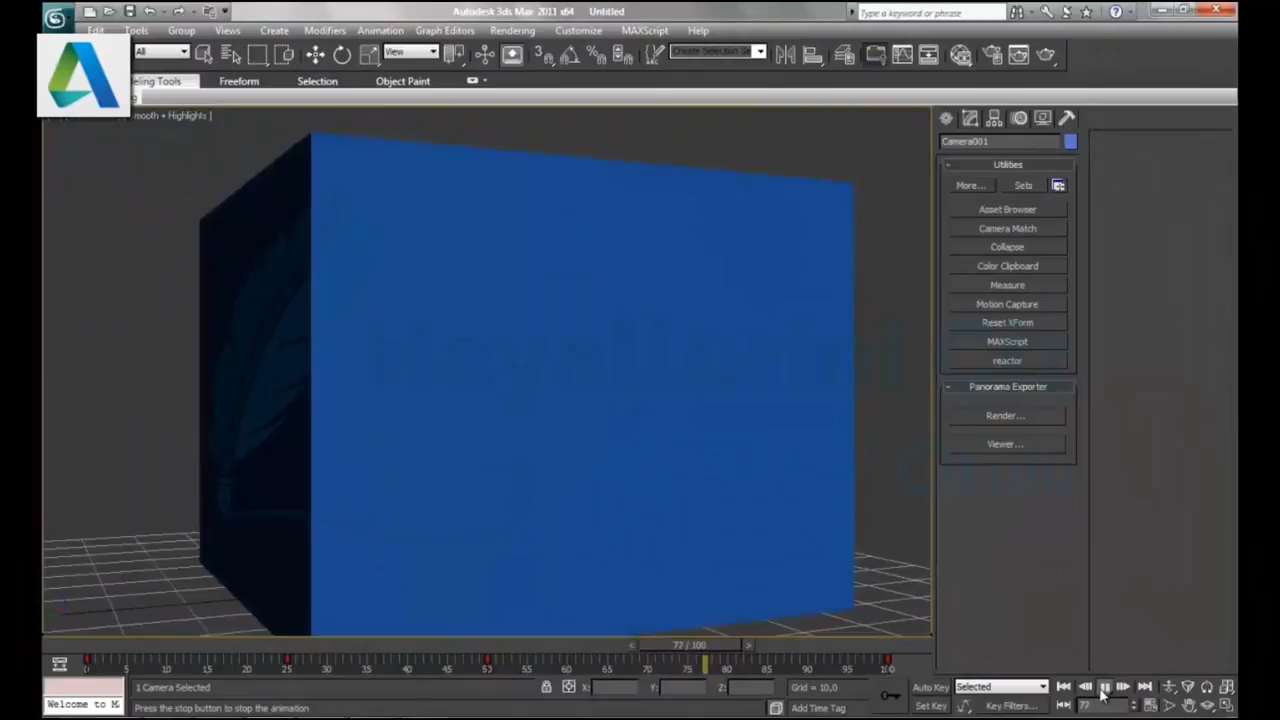 Autodesk 3ds Max 2011 x64 Untitled
Type a keyword or phrase
Edit Tools Group Views Create Modifiers Animation Graph Editors Rendering Customize MAXScript Help
All View Create Selection Se
eling Tools Freeform Selection Object Paint
mooth + Highlights ]
Camera001
Utilities
More... Sets
Asset Browser
Camera Match
Collapse
Color Clipboard
Measure
Motion Capture
Reset XForm
MAXScript
reactor
Panorama Exporter
Render...
Viewer...
77 / 100
0 5 10 15 20 25 30 35 40 45 50 55 60 65 70 75 80 85 90 95 100
1 Camera Selected X: Y: Z: Grid = 10,0 Auto Key Selected
Welcome to M Press the stop button to stop the animation Add Time Tag Set Key Key Filters... 77